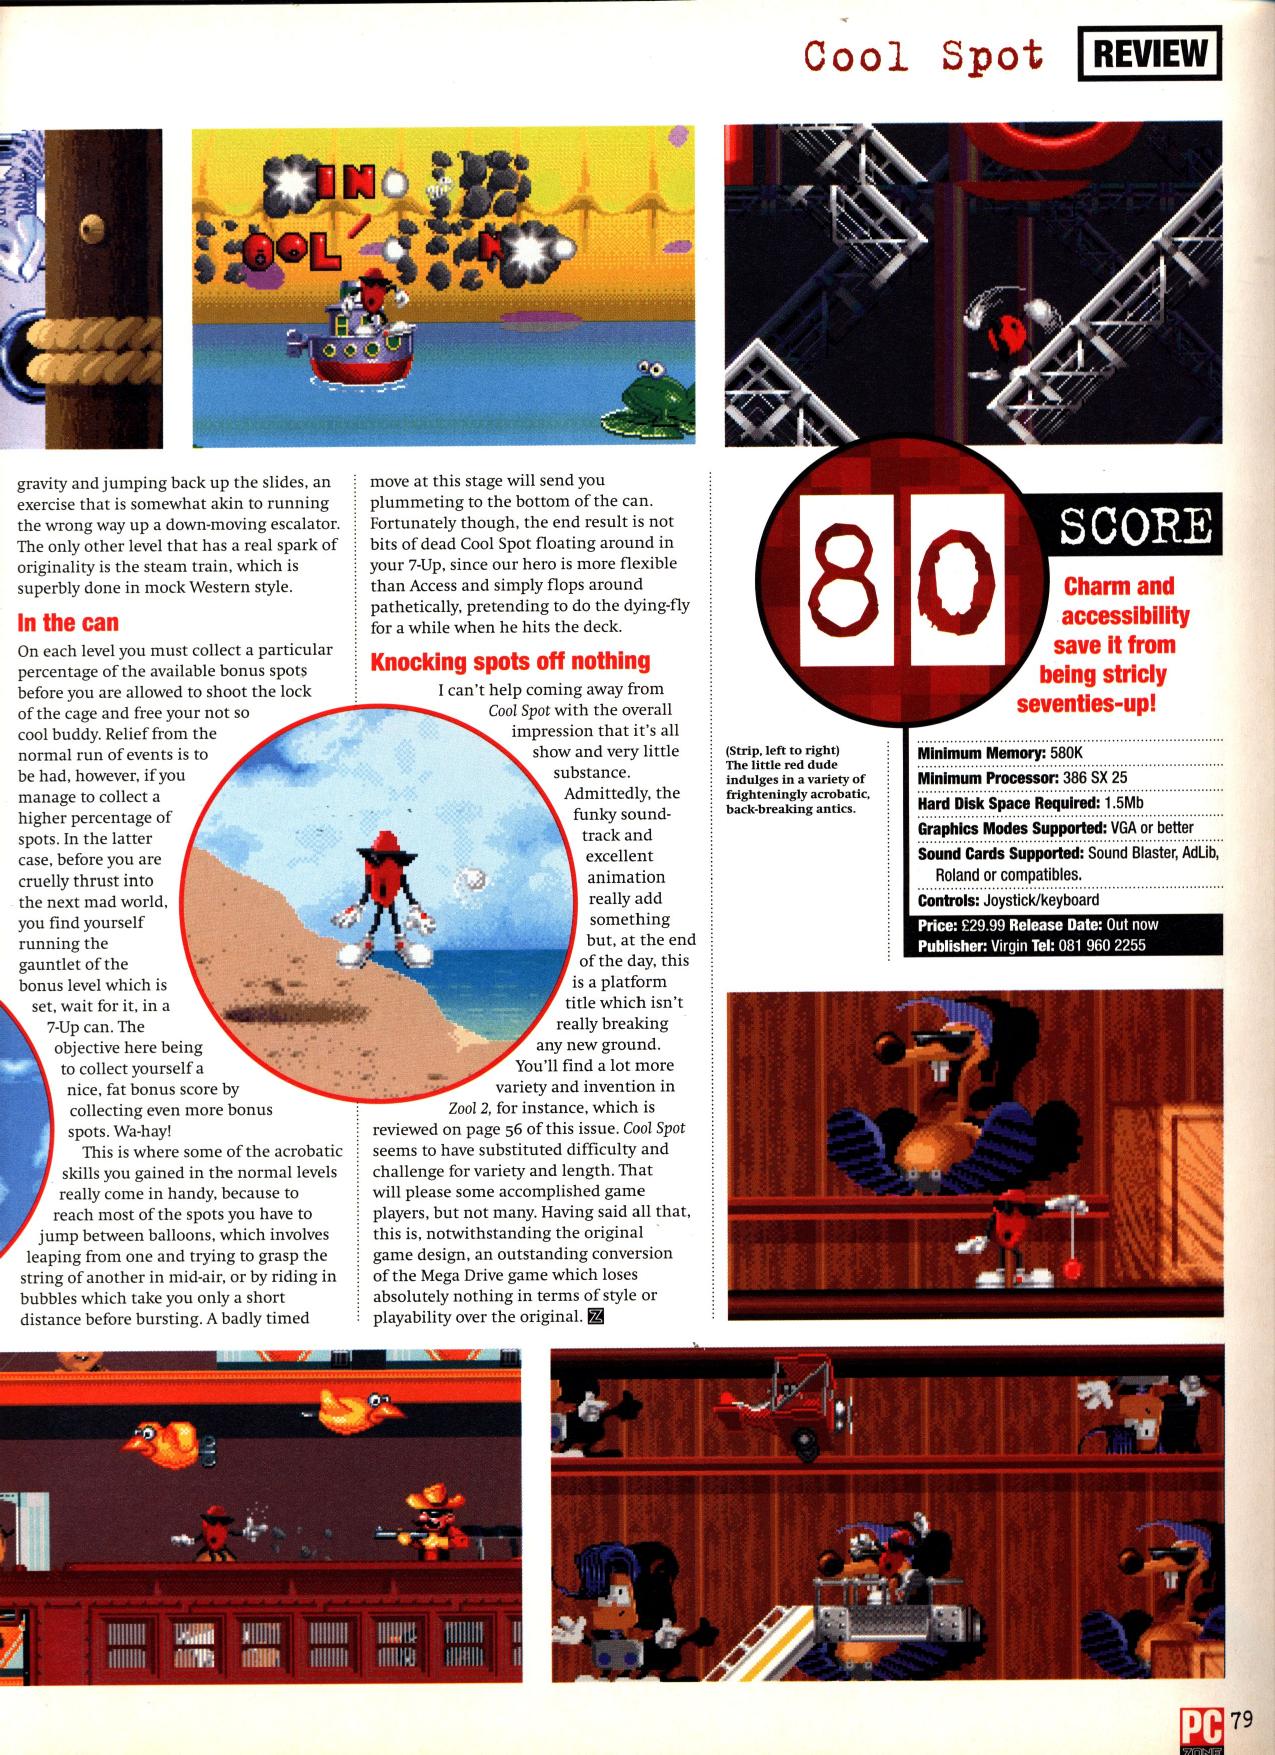 Cool Spot REVIEW
gravity and jumping back up the slides, an
exercise that is somewhat akin to running
the wrong way up a down-moving escalator.
The only other level that has a real spark of
originality is the steam train, which is
superbly done in mock Western style.
In the can
On each level you must collect a particular
percentage of the available bonus spots
before you are allowed to shoot the lock
of the cage and free your not so
cool buddy. Relief from the
normal run of events is to
be had, however, if you
manage to collect a
higher percentage of
spots. In the latter
case, before you are
cruelly thrust into
the next mad world,
you find yourself
running the
gauntlet of the
bonus level which is
set, wait for it, in a
7-Up can. The
objective here being
to collect yourself a
nice, fat bonus score by
collecting even more bonus
spots. Wa-hay!
This is where some of the acrobatic
skills you gained in the normal levels
really come in handy, because to
reach most of the spots you have to
jump between balloons, which involves
leaping from one and trying to grasp the
string of another in mid-air, or by riding in
bubbles which take you only a short
distance before bursting. A badly timed
move at this stage will send you
plummeting to the bottom of the can.
Fortunately though, the end result is not
bits of dead Cool Spot floating around in
your 7-Up, since our hero is more flexible
than Access and simply flops around
pathetically, pretending to do the dying-fly
for a while when he hits the deck.
Knocking spots off nothing
I can't help coming away from
Cool Spot with the overall
impression that it's all
show and very little
substance.
Admittedly, the
funky sound-
track and
excellent
animation
really add
something
but, at the end
of the day, this
is a platform
title which isn't
really breaking
any new ground.
You'll find a lot more
variety and invention in
Zool 2, for instance, which is
reviewed on page 56 of this issue. Cool Spot
seems to have substituted difficulty and
challenge for variety and length. That
will please some accomplished game
players, but not many. Having said all that,
this is, notwithstanding the original
game design, an outstanding conversion
of the Mega Drive game which loses
absolutely nothing in terms of style or
playability over the original. Z
80
SCORE
Charm and
accessibility
save it from
being stricly
seventies-up!
(Strip, left to right)
The little red dude
indulges in a variety of
frighteningly acrobatic,
back-breaking antics.
Minimum Memory: 580K
Minimum Processor: 386 SX 25
Hard Disk Space Required: 1.5Mb
Graphics Modes Supported: VGA or better
Sound Cards Supported: Sound Blaster, AdLib,
Roland or compatibles.
Controls: Joystick/keyboard
Price: £29.99 Release Date: Out now
Publisher: Virgin Tel: 081 960 2255
PC 79
ZONE